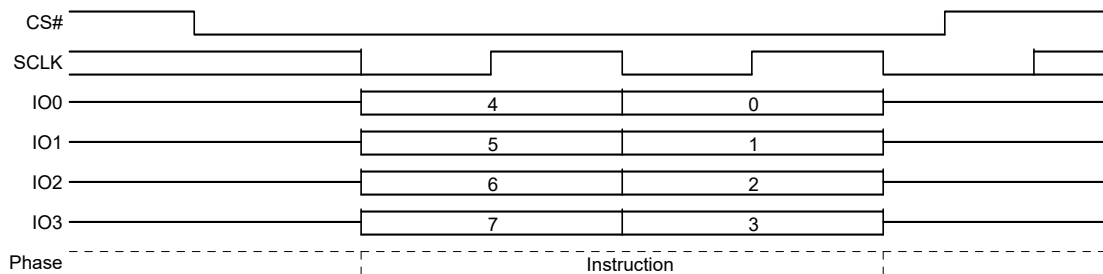 CS#
SCLK
IO0 4 0
IO1 5 1
IO2 6 2
IO3 7 3
Phase Instruction